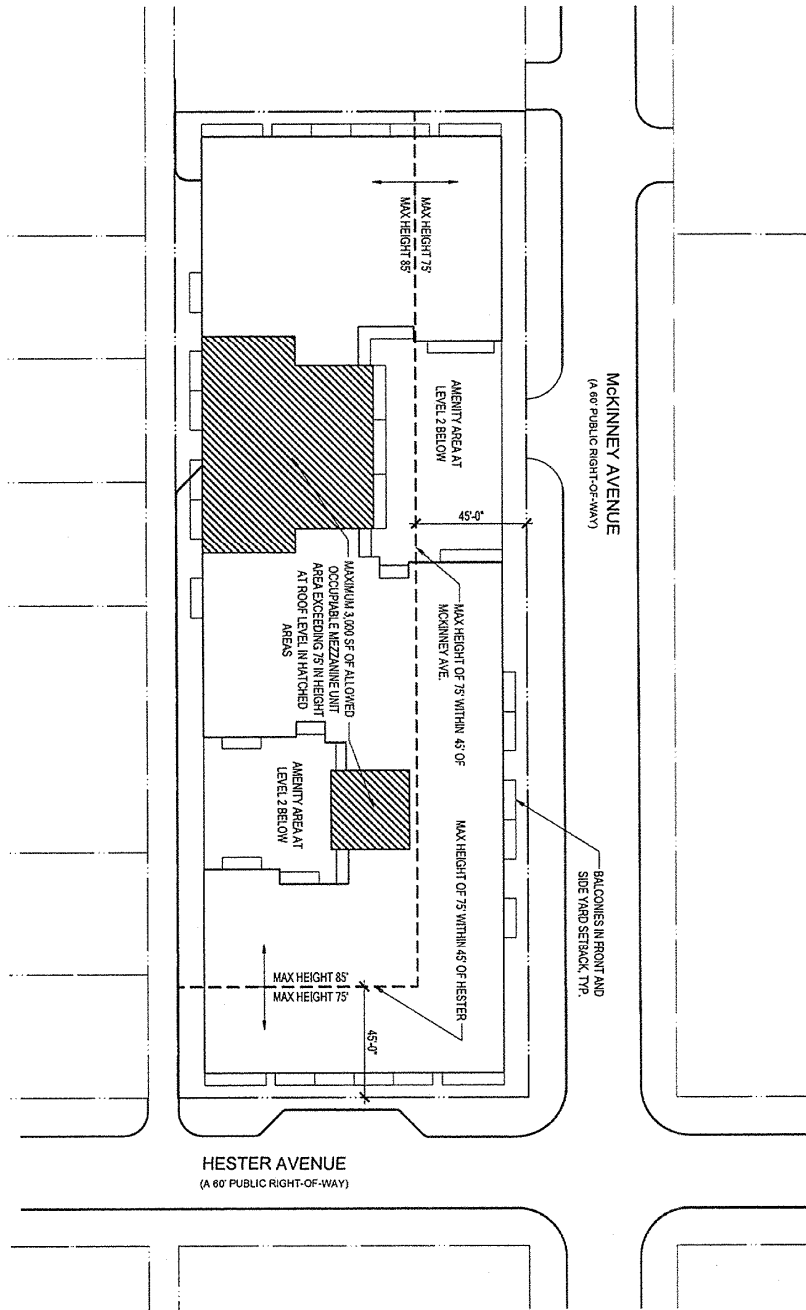 MAX HEIGHT 75'
MAX HEIGHT 85'
McKINNEY AVENUE
(A 60' PUBLIC RIGHT-OF-WAY)
AMENITY AREA AT
LEVEL 2 BELOW
45'-0"
MAX HEIGHT OF 75' WITHIN 45' OF
MCKINNEY AVE.
MAXIMUM 3,000 SF OF ALLOWED
OCCUPIABLE MEZZANINE UNIT
AREA EXCEEDING 75' IN HEIGHT
AT ROOF LEVEL IN HATCHED
AREAS
AMENITY AREA AT
LEVEL 2 BELOW
MAX HEIGHT OF 75' WITHIN 45' OF HESTER
BALCONIES IN FRONT AND
SIDE YARD SETBACK, TYP.
MAX HEIGHT 85'
MAX HEIGHT 75'
45'-0"
HESTER AVENUE
(A 60' PUBLIC RIGHT-OF-WAY)